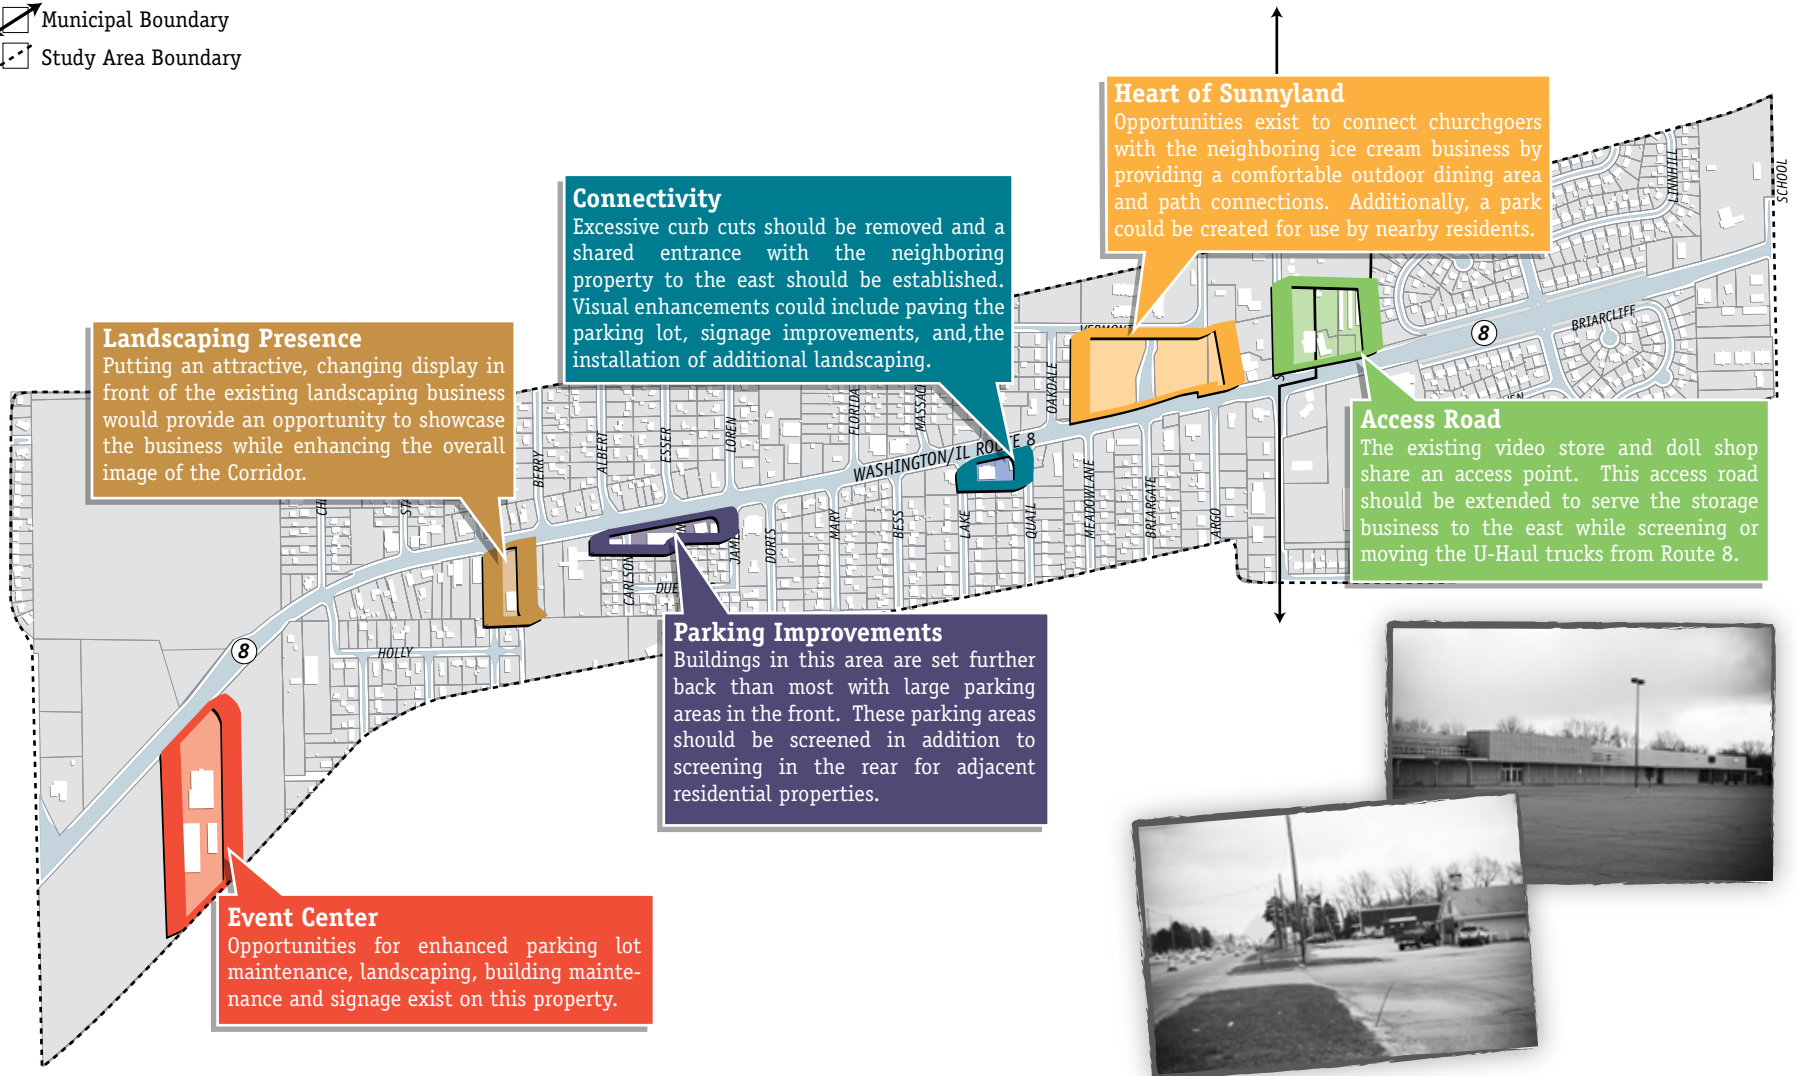 Municipal Boundary
Study Area Boundary
Heart of Sunnyland
Opportunities exist to connect churchgoers
with the neighboring ice cream business by
providing a comfortable outdoor dining area
and path connections. Additionally, a park
could be created for use by nearby residents.
Connectivity
Excessive curb cuts should be removed and a
shared entrance with the neighboring
property to the east should be established.
Visual enhancements could include paving the
parking lot, signage improvements, and,the
installation of additional landscaping.
Landscaping Presence
Putting an attractive, changing display in
front of the existing landscaping business
would provide an opportunity to showcase
the business while enhancing the overall
image of the Corridor.
Access Road
The existing video store and doll shop
share an access point. This access road
should be extended to serve the storage
business to the east while screening or
moving the U-Haul trucks from Route 8.
Parking Improvements
Buildings in this area are set further
back than most with large parking
areas in the front. These parking areas
should be screened in addition to
screening in the rear for adjacent
residential properties.
Event Center
Opportunities for enhanced parking lot
maintenance, landscaping, building mainte-
nance and signage exist on this property.
WASHINGTON/IL ROUTE 8
8
8
HOLLY
BERRY
ALBERT
ESSER
LOREN
FLORIDA
OAKDALE
VERMONT
CARLSON
DORIS
MARY
BESS
LAKE
QUAIL
MEADOWLANE
BRIARGATE
ARGO
BRIARCLIFF
LINNHILL
SCHOOL